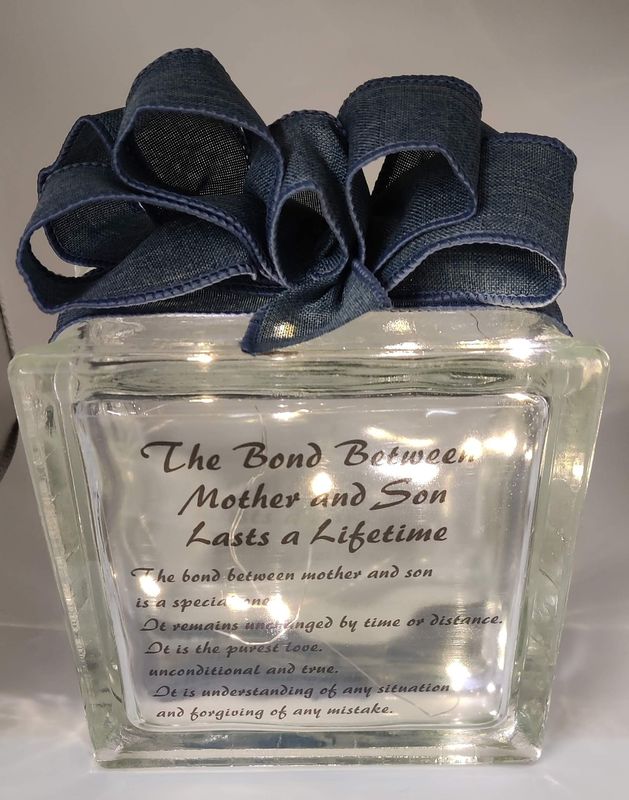 The Bond Between
Mother and Son
Lasts a Lifetime
The bond between mother and son
is a special one.
It remains unchanged by time or distance.
It is the purest love.
unconditional and true.
It is understanding of any situation
and forgiving of any mistake.